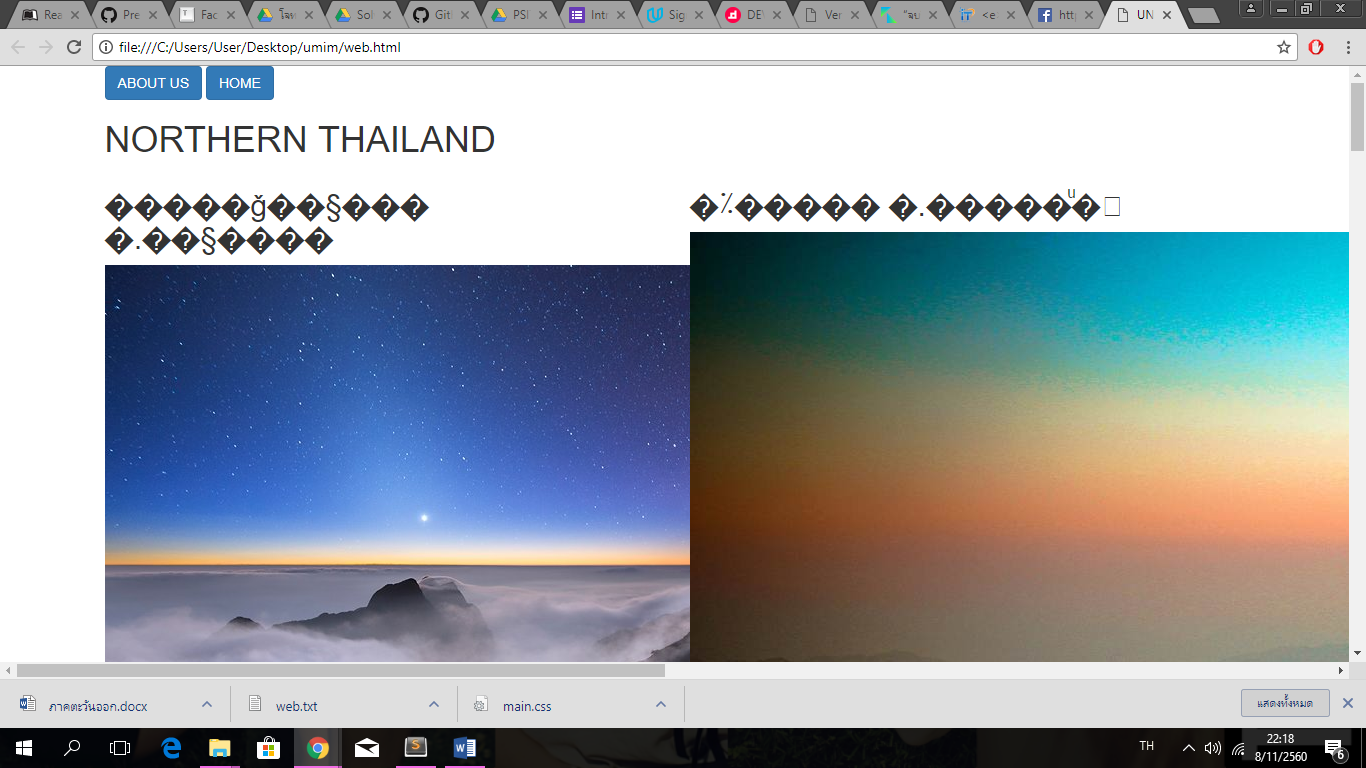 Rea
Pre
Fac
โจท
Sol
Git
PSI
Intr
Sig
DE
Ver
"จบ
<e
http
UN
file:///C:/Users/User/Desktop/umim/web.html
ABOUT US HOME
NORTHERN THAILAND
�����ğ��§���
�.��§����
�٪����� �.������ͧ�
ภาคตะวันออก.docx
web.txt
main.css
แสดงทั้งหมด
TH
22:18
8/11/2560
6